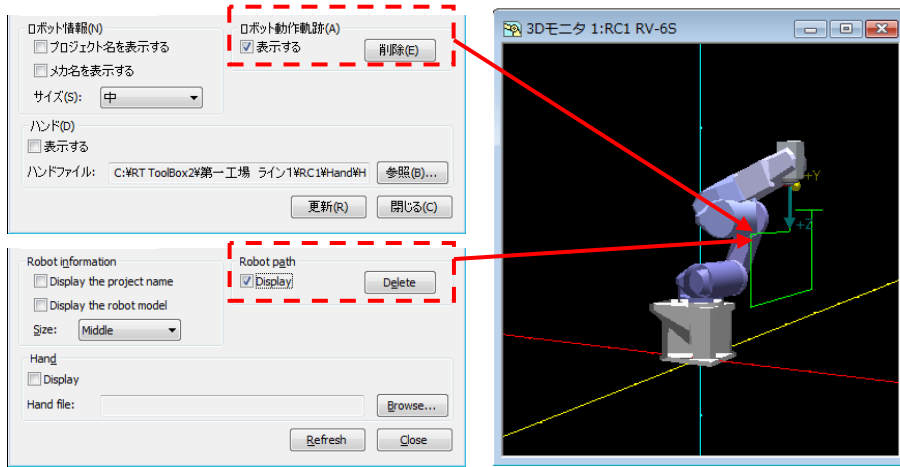 ロボット情報(N)
プロジェクト名を表示する
メカ名を表示する
サイズ(S): 中
ロボット動作軌跡(A)
表示する 削除(E)
ハンド(D)
表示する
ハンドファイル: C:¥RT ToolBox2¥第一工場 ライン1¥RC1¥Hand¥H 参照(B)...
更新(R) 閉じる(C)
Robot information
Display the project name
Display the robot model
Size: Middle
Robot path
Display Delete
Hand
Display
Hand file: Browse...
Refresh Close
3Dモニタ 1:RC1 RV-6S
+Y
+Z